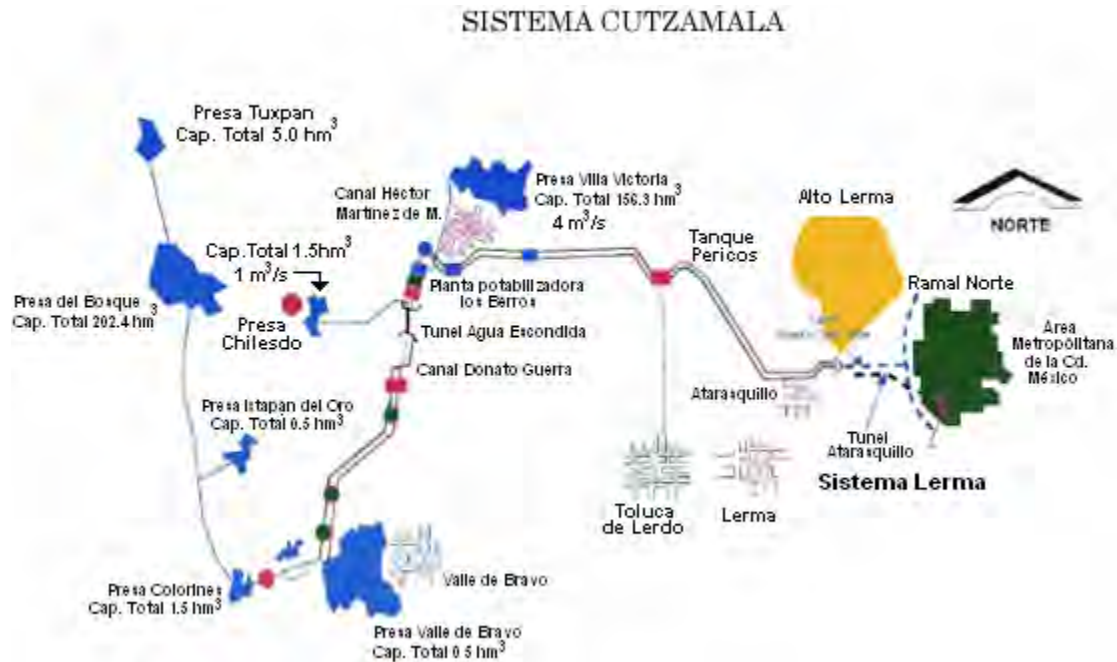 SISTEMA CUTZAMALA
Presa Tuxpan
Cap. Total 5.0 hm³
Canal Héctor
Martínez de M.
Presa Villa Victoria
Cap. Total 156.3 hm³
4 m³/s
Alto Lerma
NORTE
Cap.Total 1.5hm³
1 m³/s
Tanque
Pericos
Ramal Norte
Presa del Bosque
Cap. Total 202.4 hm³
Presa
Chilesdo
Planta potabilizadora
los Berros
Area
Metropólitana
de la Cd.
México
Tunel Agua Escondida
Canal Donato Guerra
Atarasquillo
Presa Istapan del Oro
Cap. Total 0.5 hm³
Tunel
Atarasquillo
Sistema Lerma
Toluca
de Lerdo
Lerma
Presa Colorines
Cap. Total 1.5 hm³
Valle de Bravo
Presa Valle de Bravo
Cap. Total 0.5 hm³